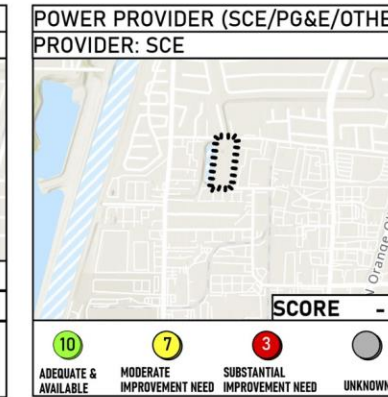 POWER PROVIDER (SCE/PG&E/OTHE
PROVIDER: SCE
N Orange O
SCORE -
10
7
3
ADEQUATE &
AVAILABLE
MODERATE
IMPROVEMENT NEED
SUBSTANTIAL
IMPROVEMENT NEED
UNKNOWN